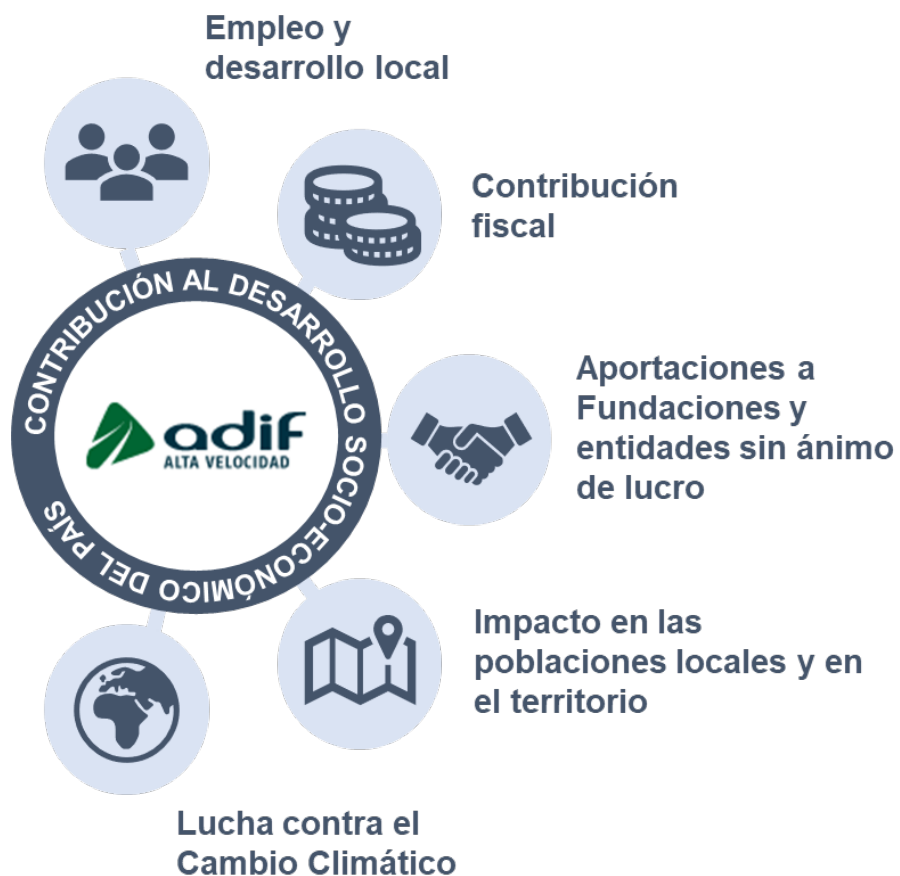 Empleo y
desarrollo local
Contribución
fiscal
CONTRIBUCIÓN AL DESARROLLO SOCIO-ECONÓMICO DEL PAÍS
adif
ALTA VELOCIDAD
Aportaciones a
Fundaciones y
entidades sin ánimo
de lucro
Impacto en las
poblaciones locales y en
el territorio
Lucha contra el
Cambio Climático